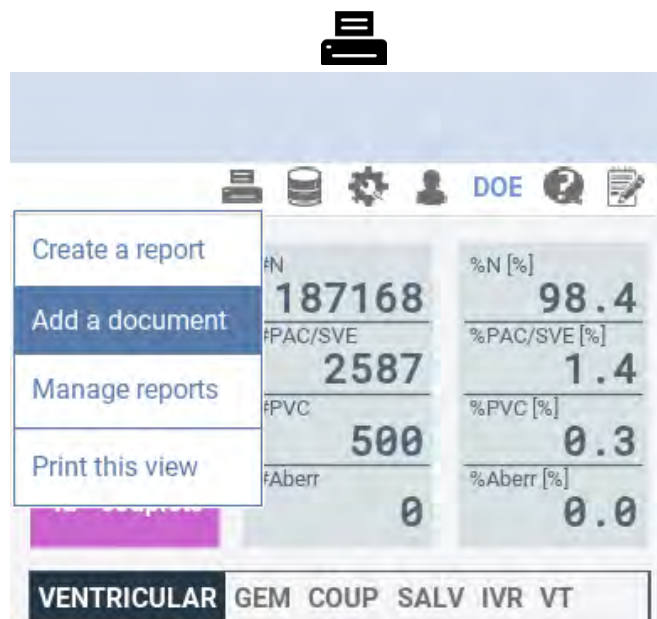 DOE
Create a report
Add a document
Manage reports
Print this view
#N
187168
%N [%]
98.4
#PAC/SVE
2587
%PAC/SVE [%]
1.4
#PVC
500
%PVC [%]
0.3
#Aberr
0
%Aberr [%]
0.0
VENTRICULAR GEM COUP SALV IVR VT